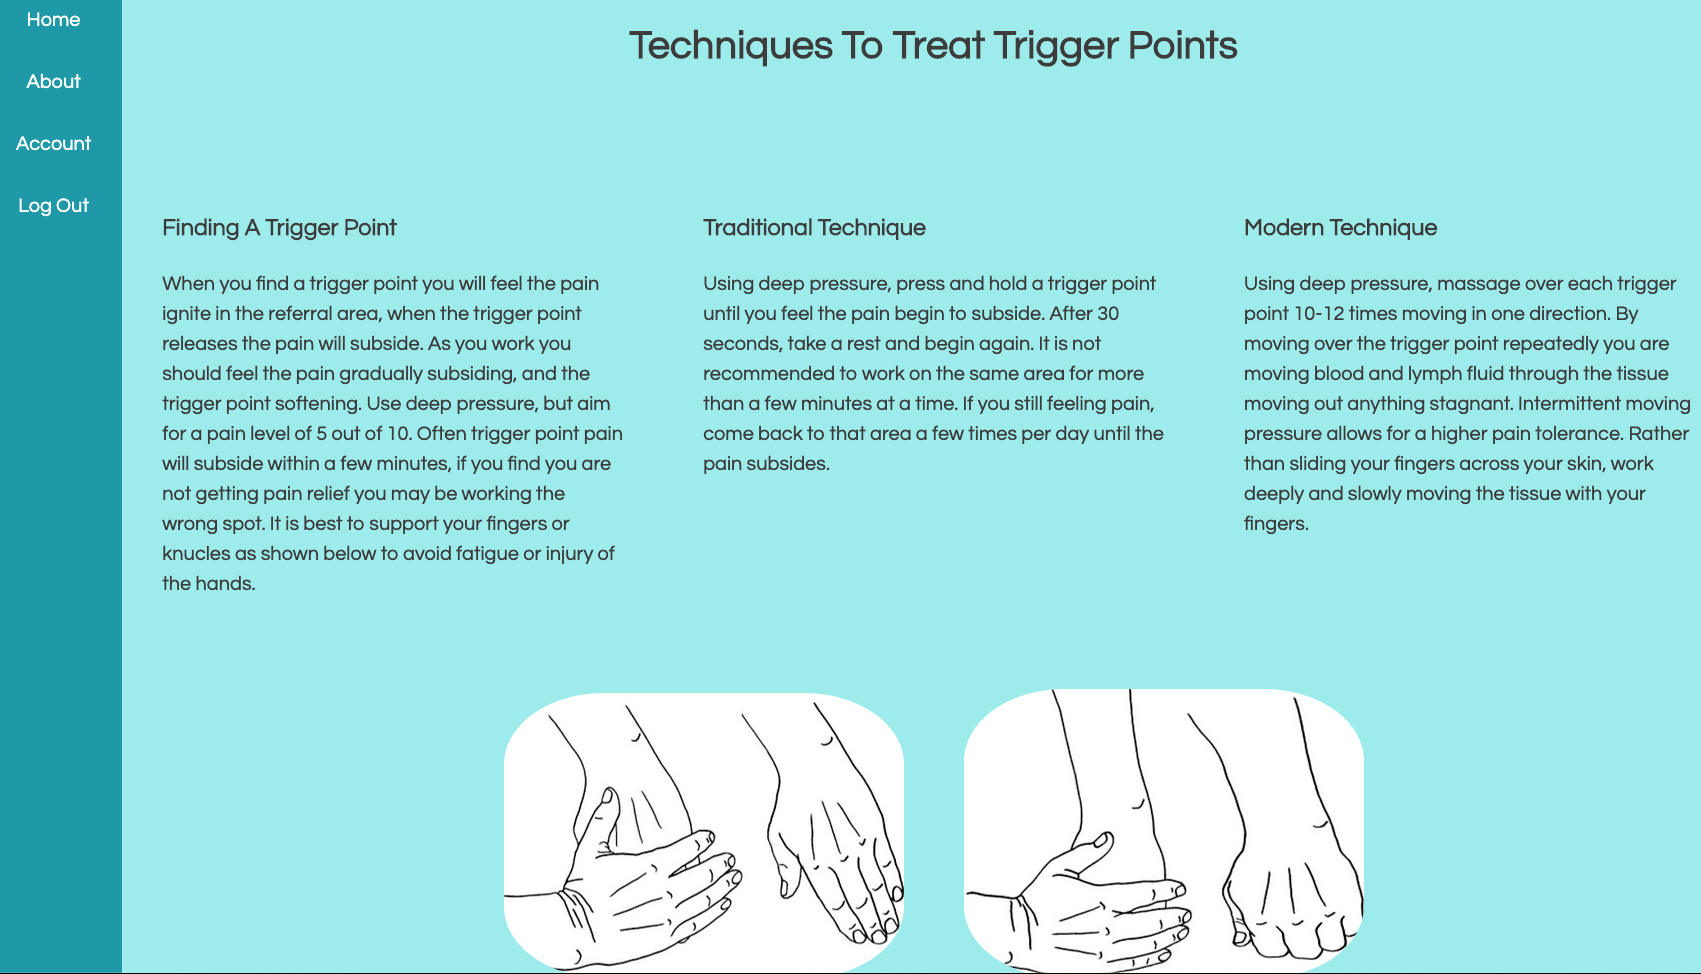 Home
About
Account
Log Out
Techniques To Treat Trigger Points
Finding A Trigger Point
When you find a trigger point you will feel the pain
ignite in the referral area, when the trigger point
releases the pain will subside. As you work you
should feel the pain gradually subsiding, and the
trigger point softening. Use deep pressure, but aim
for a pain level of 5 out of 10. Often trigger point pain
will subside within a few minutes, if you find you are
not getting pain relief you may be working the
wrong spot. It is best to support your fingers or
knucles as shown below to avoid fatigue or injury of
the hands.
Traditional Technique
Using deep pressure, press and hold a trigger point
until you feel the pain begin to subside. After 30
seconds, take a rest and begin again. It is not
recommended to work on the same area for more
than a few minutes at a time. If you still feeling pain,
come back to that area a few times per day until the
pain subsides.
Modern Technique
Using deep pressure, massage over each trigger
point 10-12 times moving in one direction. By
moving over the trigger point repeatedly you are
moving blood and lymph fluid through the tissue
moving out anything stagnant. Intermittent moving
pressure allows for a higher pain tolerance. Rather
than sliding your fingers across your skin, work
deeply and slowly moving the tissue with your
fingers.